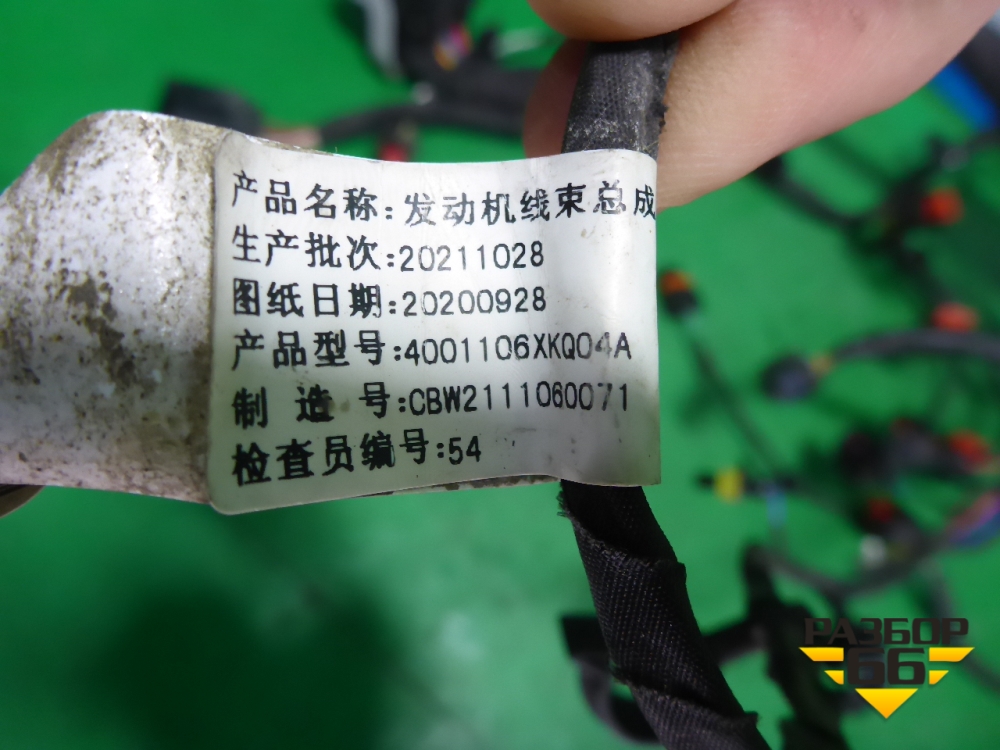 产品名称:发动机线束总成
生产批次:20211028
图纸日期:20200928
产品型号:4001106XKQ04A
制 造 号:CBW2111060071
检查员编号:54
РАЗБОР
66